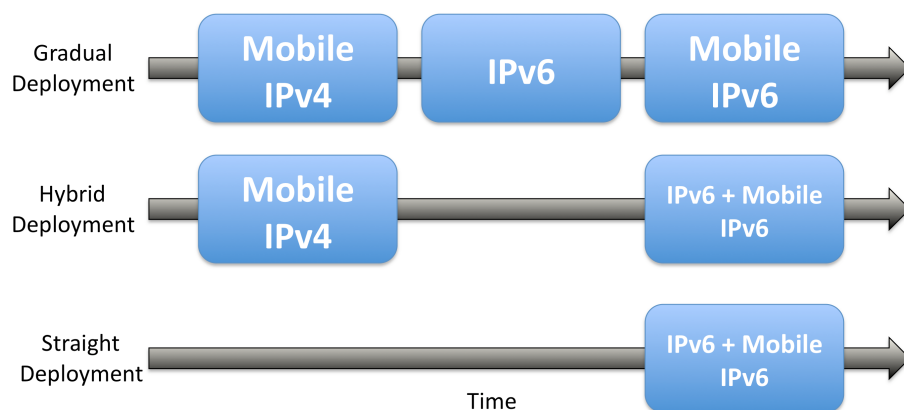 Gradual
Deployment
Mobile
IPv4
IPv6
Mobile
IPv6
Hybrid
Deployment
Mobile
IPv4
IPv6 + Mobile
IPv6
Straight
Deployment
IPv6 + Mobile
IPv6
Time